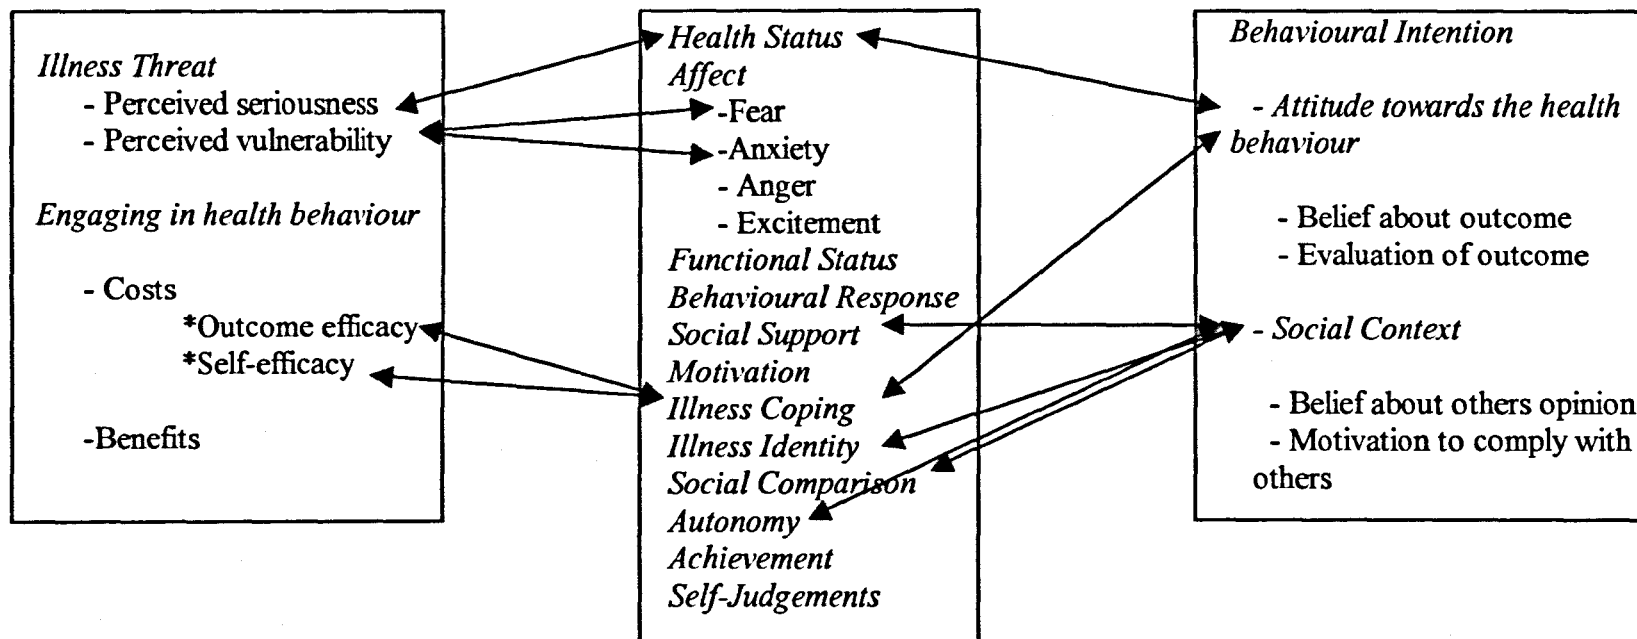 Illness Threat
- Perceived seriousness
- Perceived vulnerability
Engaging in health behaviour
- Costs
*Outcome efficacy
*Self-efficacy
-Benefits
Health Status
Affect
-Fear
-Anxiety
- Anger
- Excitement
Functional Status
Behavioural Response
Social Support
Motivation
Illness Coping
Illness Identity
Social Comparison
Autonomy
Achievement
Self-Judgements
Behavioural Intention
- Attitude towards the health
behaviour
- Belief about outcome
- Evaluation of outcome
- Social Context
- Belief about others opinion
- Motivation to comply with
others